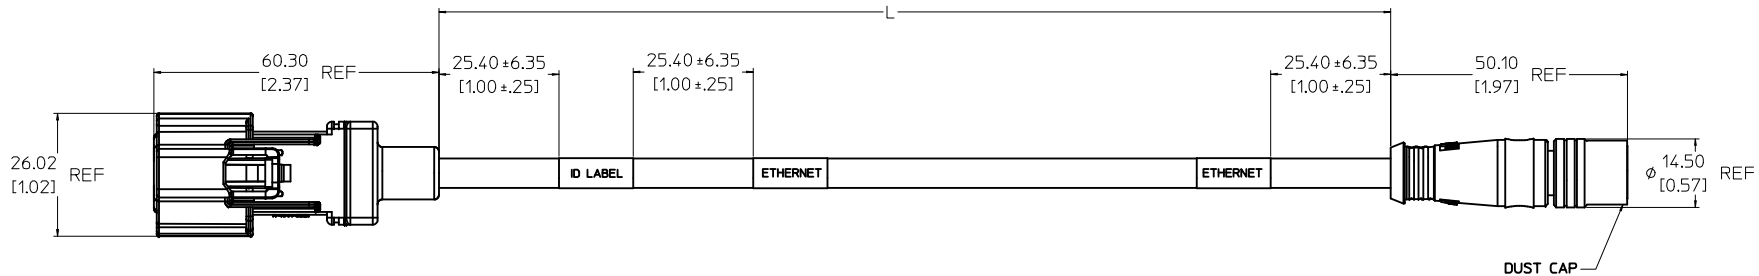 L
60.30
[2.37]
REF
25.40 ±6.35
[1.00 ±.25]
25.40 ±6.35
[1.00 ±.25]
25.40 ±6.35
[1.00 ±.25]
50.10
[1.97]
REF
26.02
[1.02]
REF
ID LABEL
ETHERNET
ETHERNET
⌀ 14.50
[0.57]
REF
DUST CAP